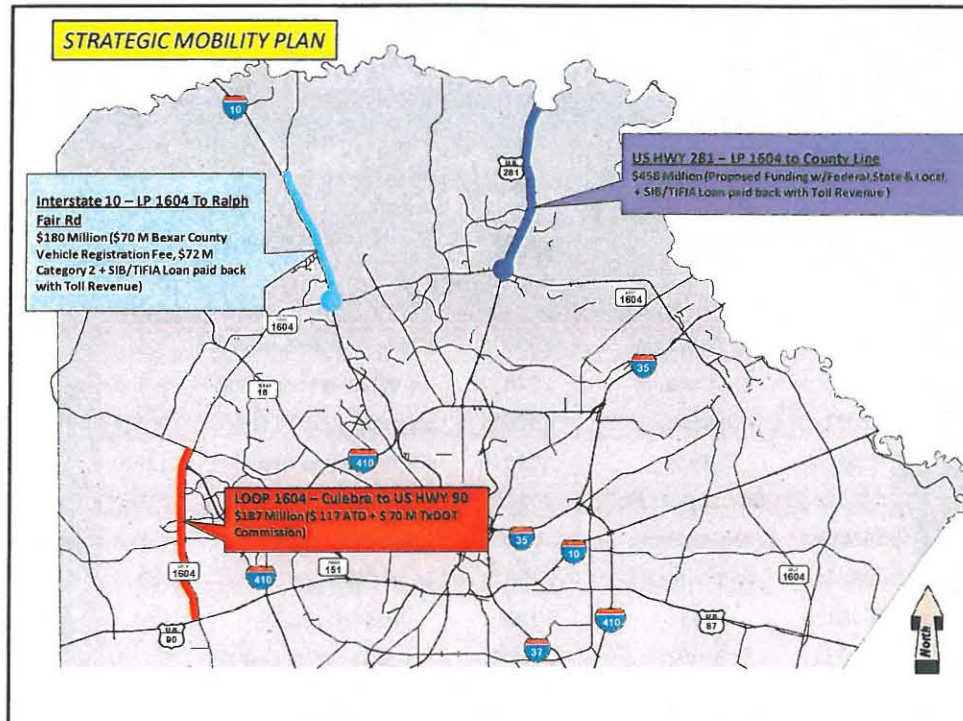 STRATEGIC MOBILITY PLAN
10
U.S.
281
US HWY 281 – LP 1604 to County Line
$458 Million (Proposed Funding w/Federal, State & Local,
+ SIB/TIFIA Loan paid back with Toll Revenue)
Interstate 10 – LP 1604 To Ralph
Fair Rd
$180 Million ($70 M Bexar County
Vehicle Registration Fee, $72 M
Category 2 + SIB/TIFIA Loan paid back
with Toll Revenue)
1604
1604
35
16
410
LOOP 1604 – Culebra to US HWY 90
$187 Million ($ 117 ATD + $ 70 M TxDOT
Commission)
35
10
1604
410
151
1604
U.S.
90
410
U.S.
87
37
North